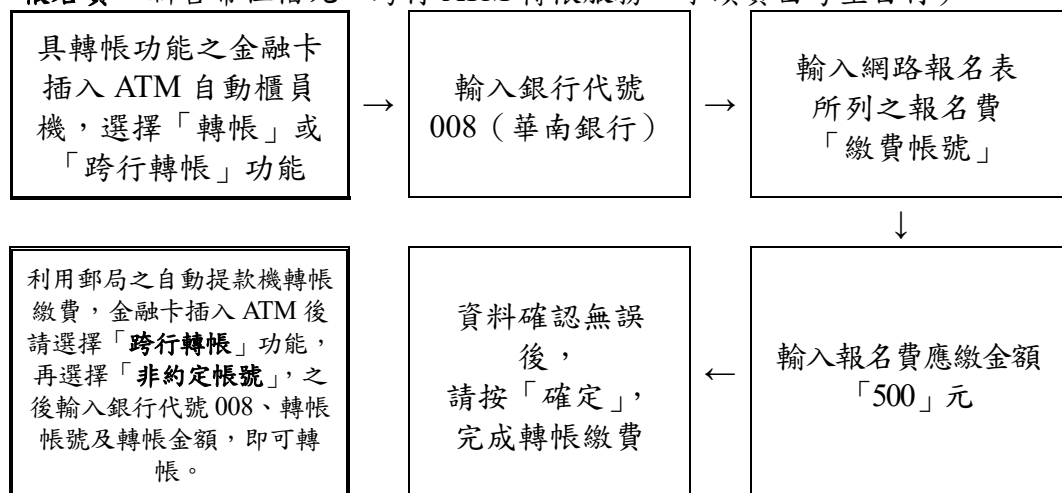 具轉帳功能之金融卡
插入 ATM 自動櫃員
機，選擇「轉帳」或
「跨行轉帳」功能
→
輸入銀行代號
008（華南銀行）
→
輸入網路報名表
所列之報名費
「繳費帳號」
↓
輸入報名費應繳金額
「500」元
←
資料確認無誤
後，
請按「確定」，
完成轉帳繳費
利用郵局之自動提款機轉帳
繳費，金融卡插入 ATM 後
請選擇「跨行轉帳」功能，
再選擇「非約定帳號」，之
後輸入銀行代號 008、轉帳
帳號及轉帳金額，即可轉
帳。